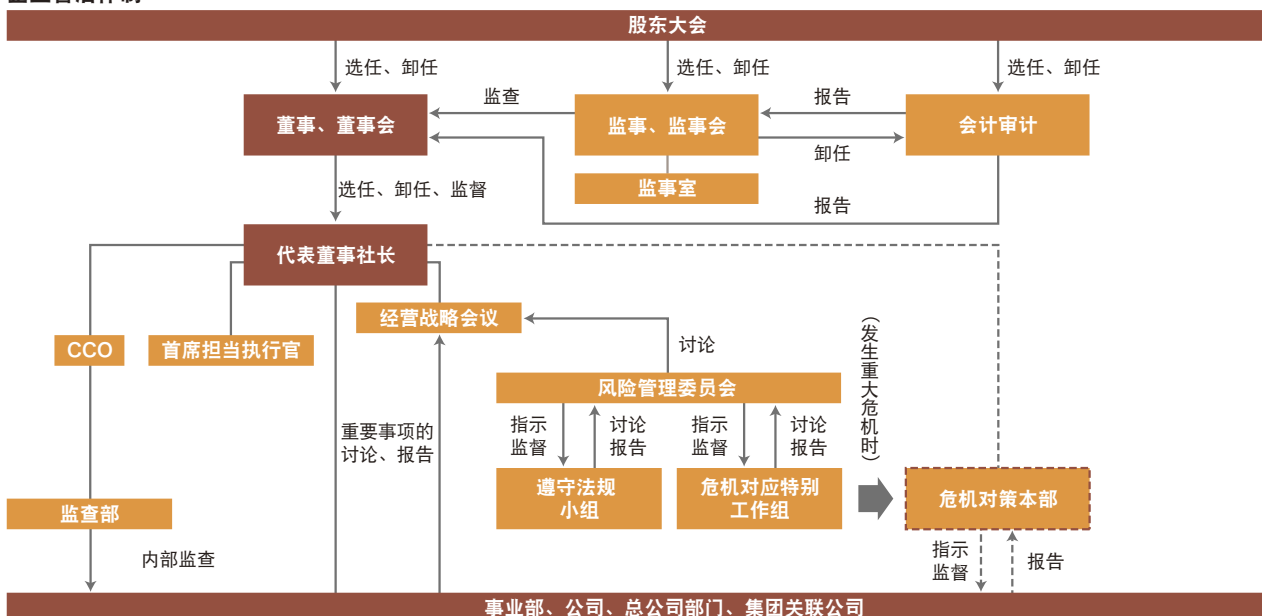 股东大会
选任、卸任
选任、卸任
选任、卸任
董事、董事会
监查
监事、监事会
报告
卸任
会计审计
监事室
选任、卸任、监督
报告
代表董事社长
经营战略会议
CCO
首席担当执行官
讨论
风险管理委员会
（发生重大危机时）
重要事项的
讨论、报告
指示
监督
讨论
报告
指示
监督
讨论
报告
遵守法规
小组
危机对应特别
工作组
危机对策本部
监查部
内部监查
指示
监督
报告
事业部、公司、总公司部门、集团关联公司